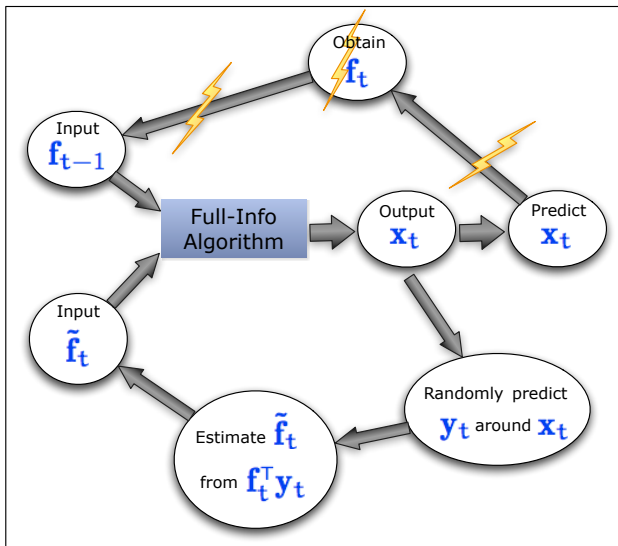 Obtain
f_t
Input
f_{t−1}
Full-Info
Algorithm
Output
x_t
Predict
x_t
Input
f̃_t
Randomly predict
y_t around x_t
Estimate f̃_t
from f_t^⊤ y_t